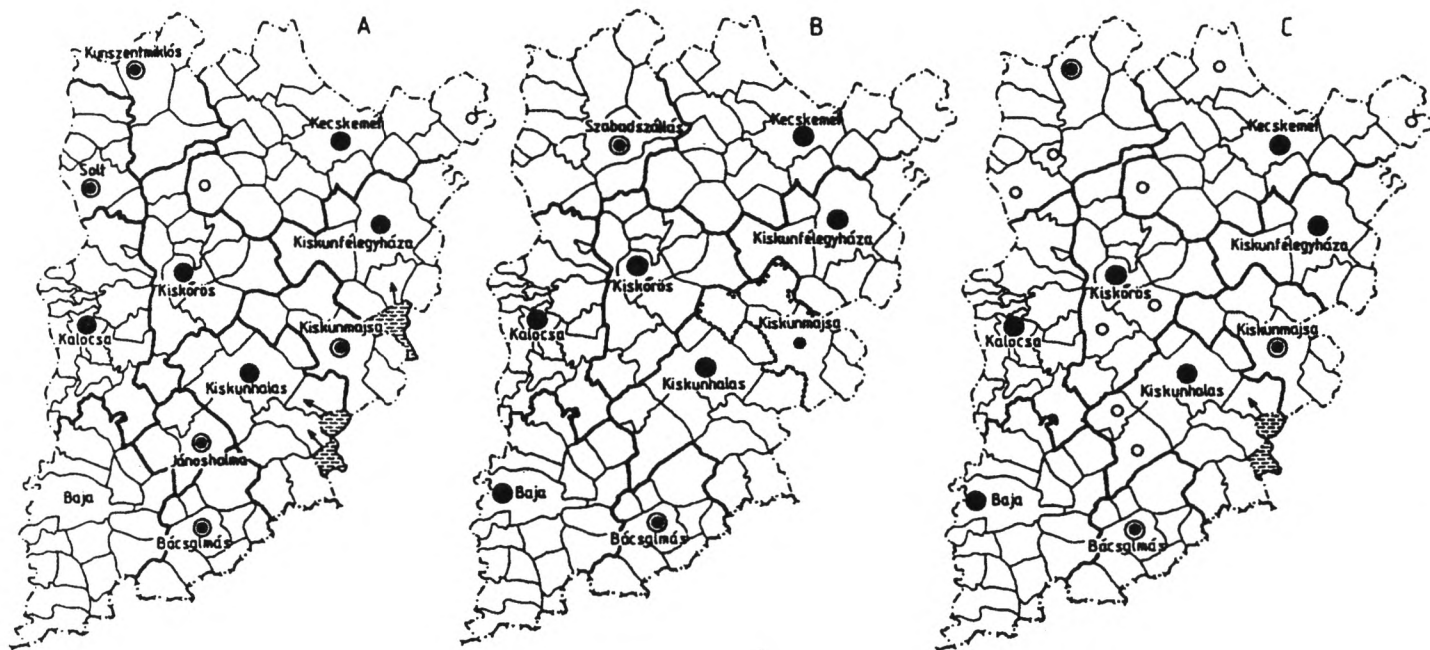 A
Kunszentmiklós
Kecskemét
Solt
Kiskunfélegyháza
Kiskőrös
Kalocsa
Kiskunmajsa
Kiskunhalas
Jánoshalma
Baja
Bácsalmás
B
Szabadszállás
Kecskemét
Kiskunfélegyháza
Kiskőrös
Kalocsa
Kiskunmajsa
Kiskunhalas
Baja
Bácsalmás
C
Kecskemét
Kiskunfélegyháza
Kiskőrös
Kalocsa
Kiskunmajsa
Kiskunhalas
Baja
Bácsalmás